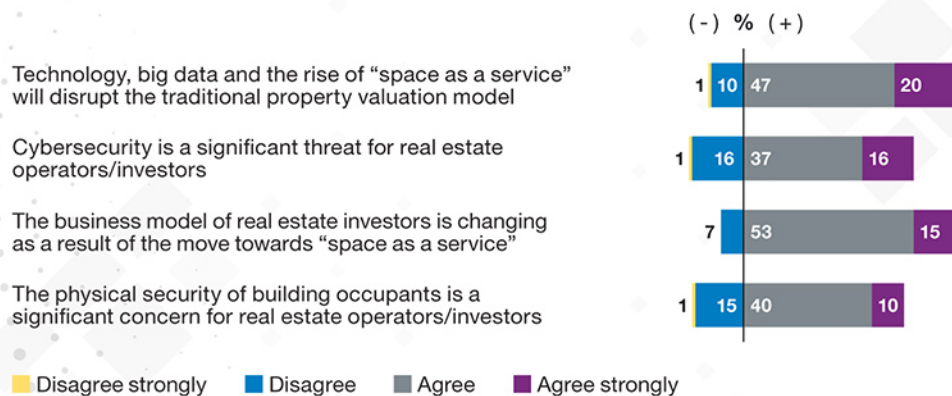 (-) % (+)
Technology, big data and the rise of “space as a service”
will disrupt the traditional property valuation model
1 10 47 20
Cybersecurity is a significant threat for real estate
operators/investors
1 16 37 16
The business model of real estate investors is changing
as a result of the move towards “space as a service”
7 53 15
The physical security of building occupants is a
significant concern for real estate operators/investors
1 15 40 10
Disagree strongly Disagree Agree Agree strongly